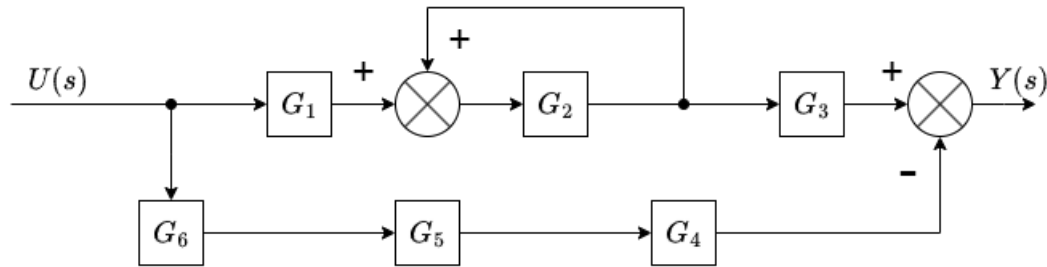 +
U(s) + + Y(s)
G₁ G₂ G₃
-
G₆ G₅ G₄